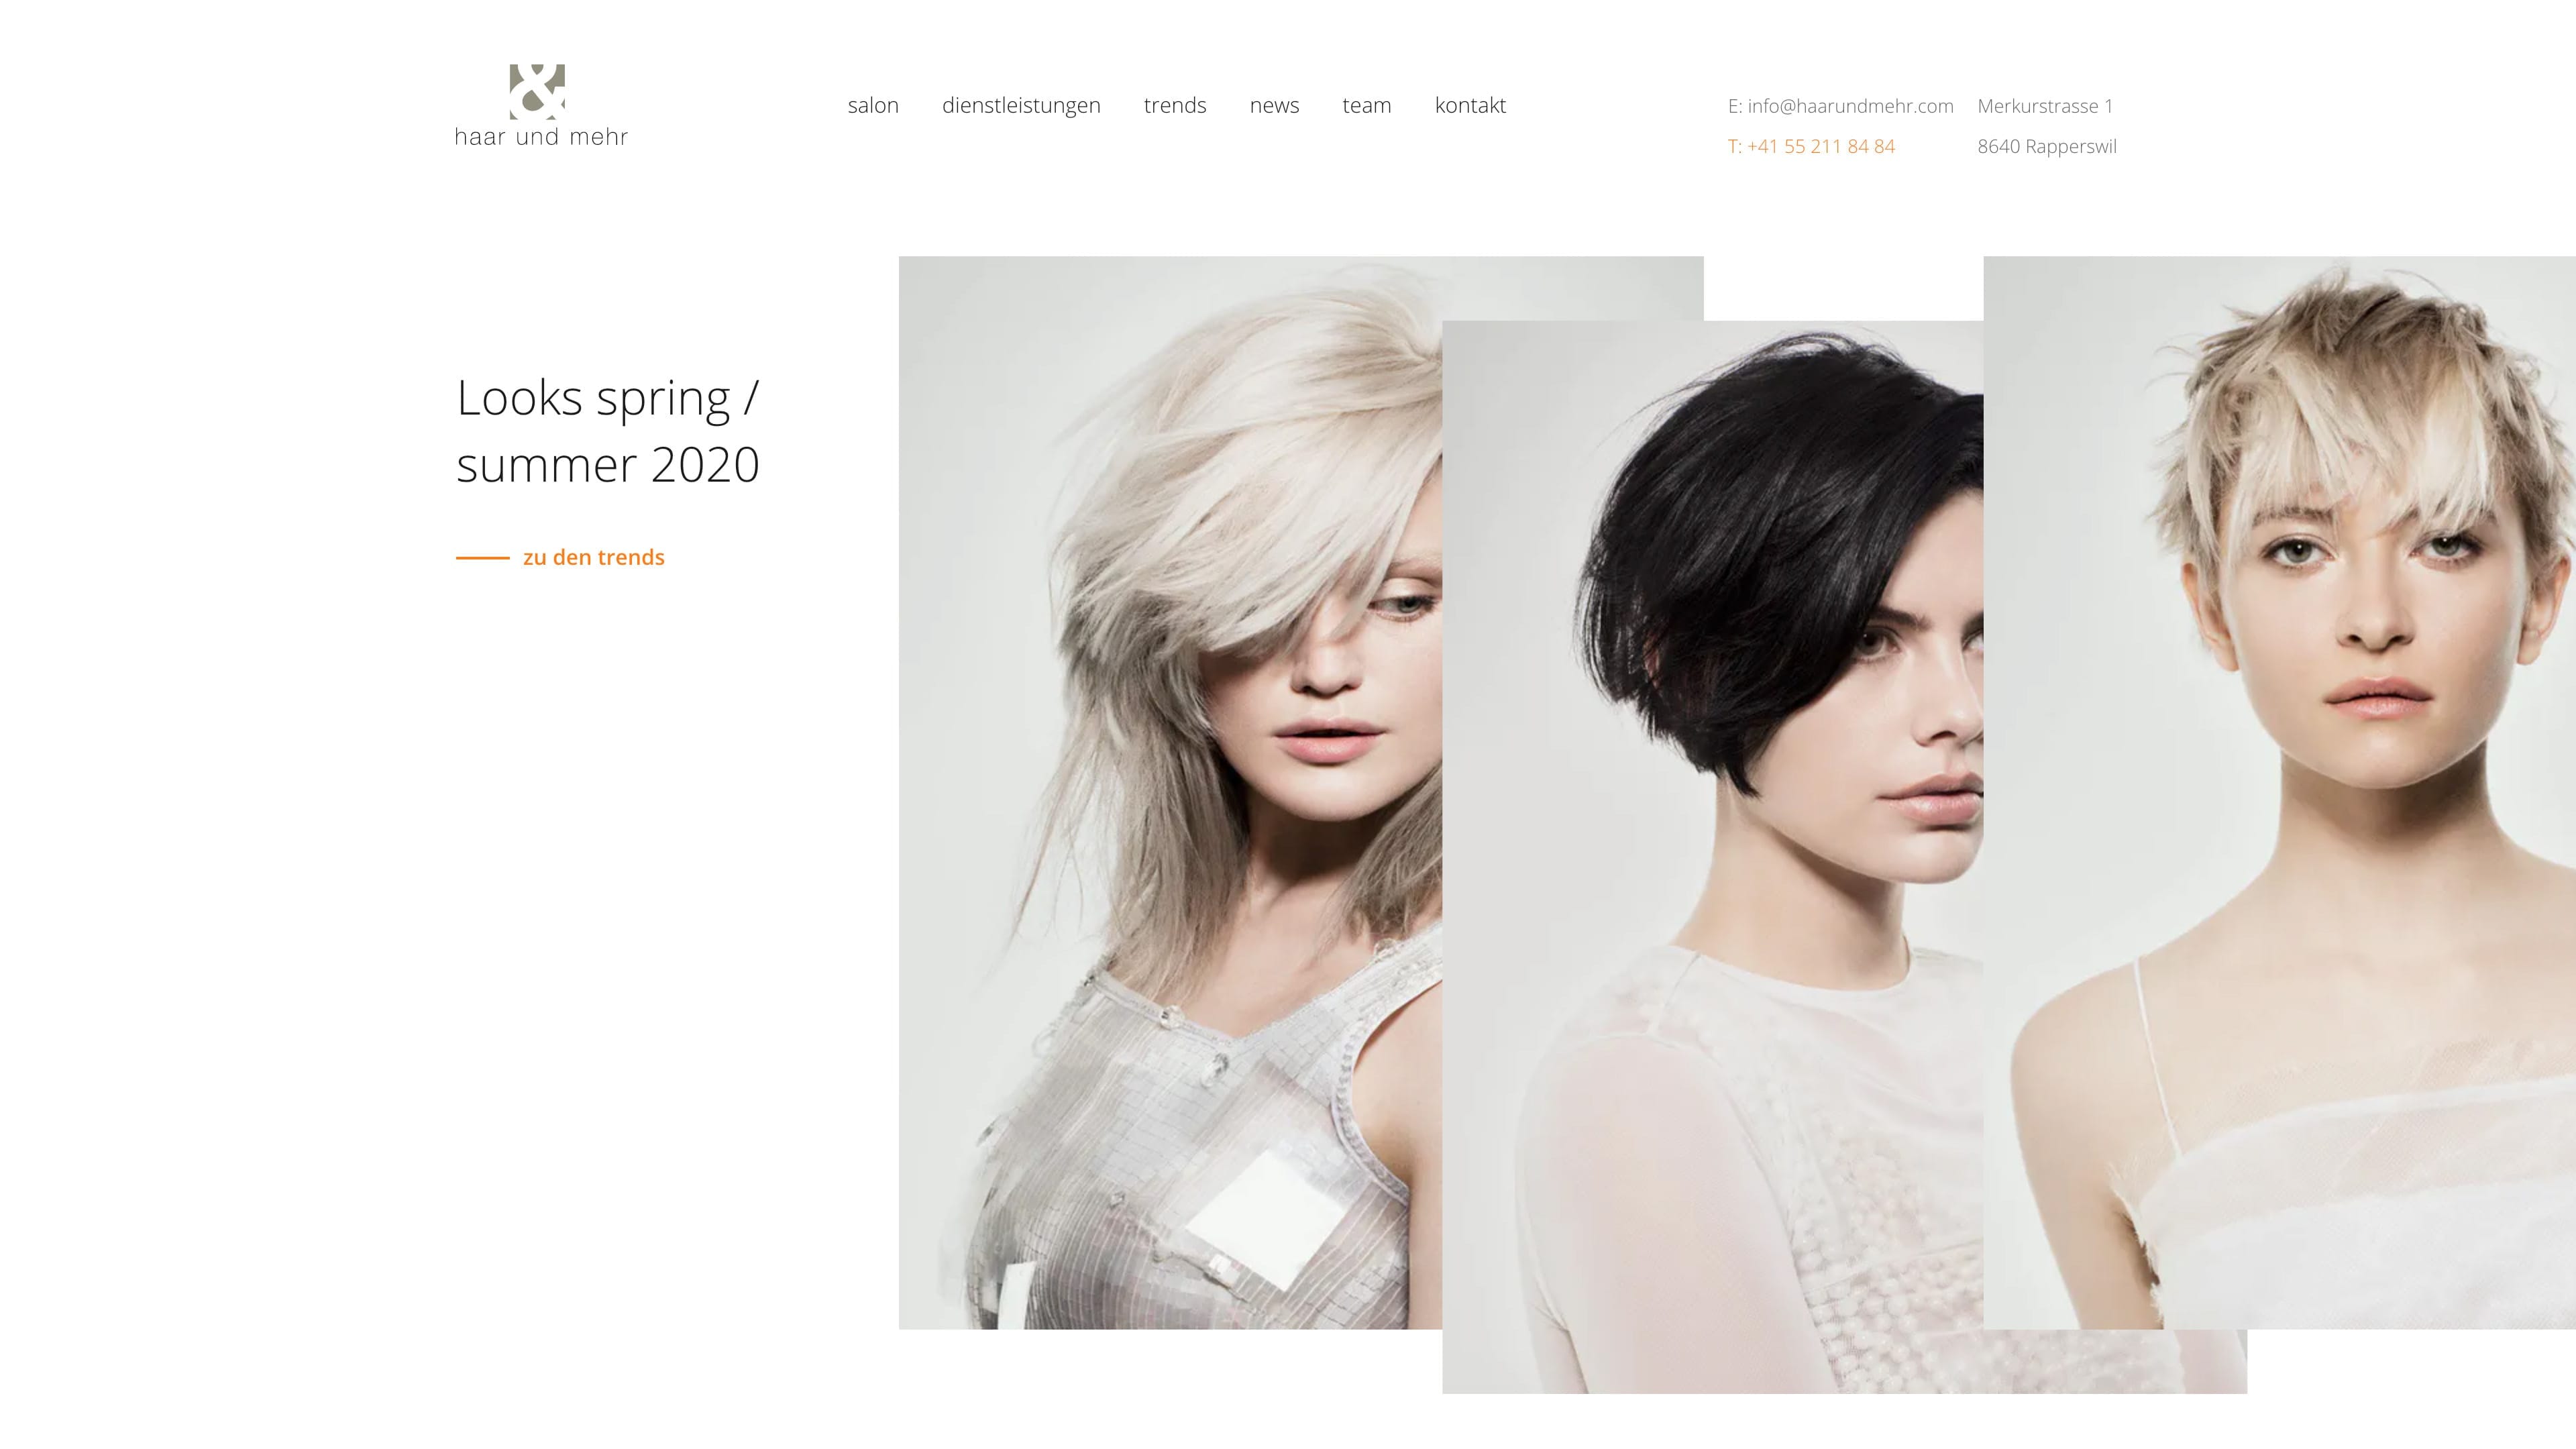 &
haar und mehr
salon dienstleistungen trends news team kontakt
E: info@haarundmehr.com
T: +41 55 211 84 84
Merkurstrasse 1
8640 Rapperswil
Looks spring /
summer 2020
zu den trends